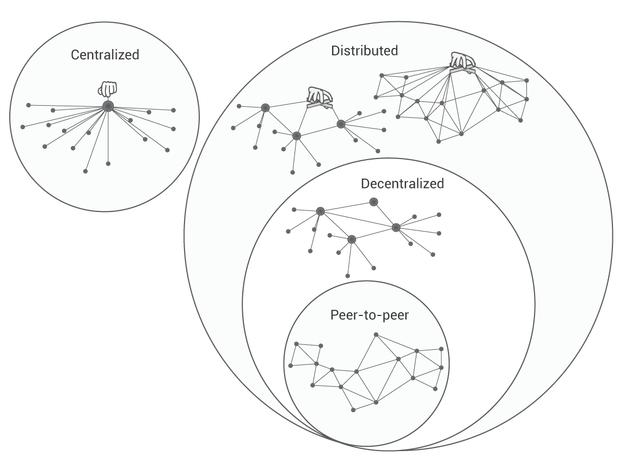 Centralized
Distributed
Decentralized
Peer-to-peer